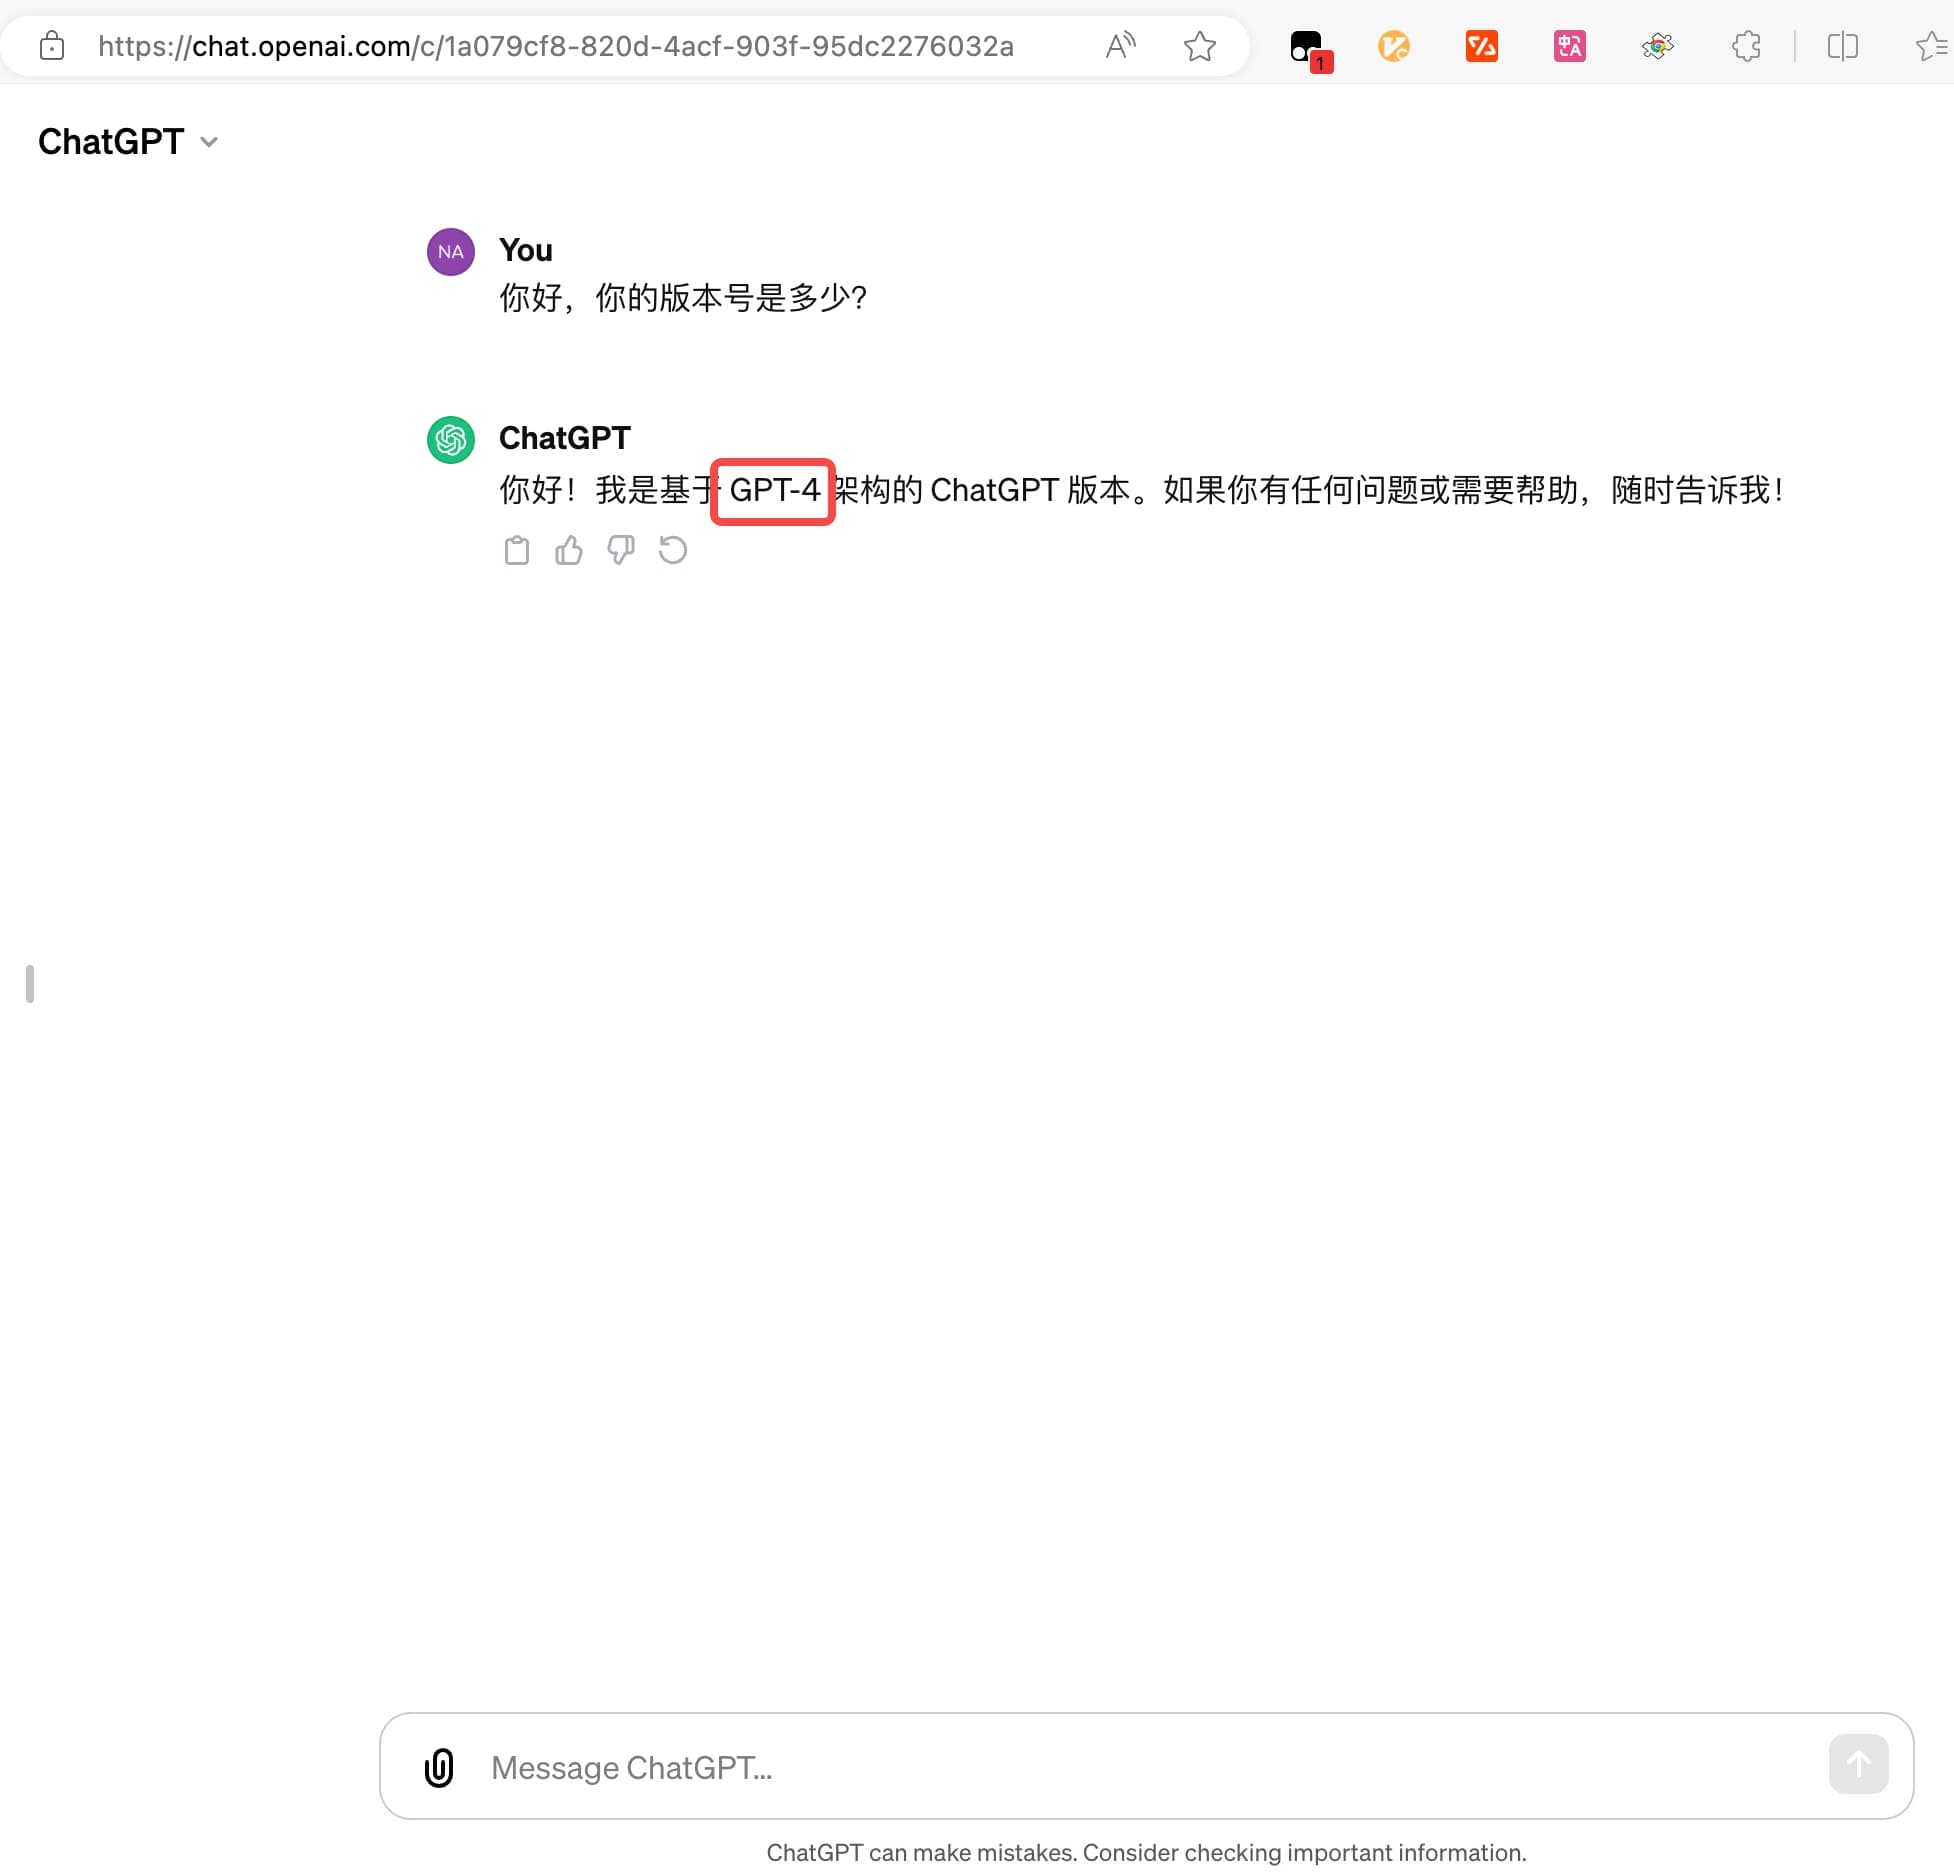 https://chat.openai.com/c/1a079cf8-820d-4acf-903f-95dc2276032a
1
中
A
ChatGPT
NA
You
你好，你的版本号是多少？
ChatGPT
你好！我是基于 GPT-4 架构的 ChatGPT 版本。如果你有任何问题或需要帮助，随时告诉我！
Message ChatGPT...
ChatGPT can make mistakes. Consider checking important information.